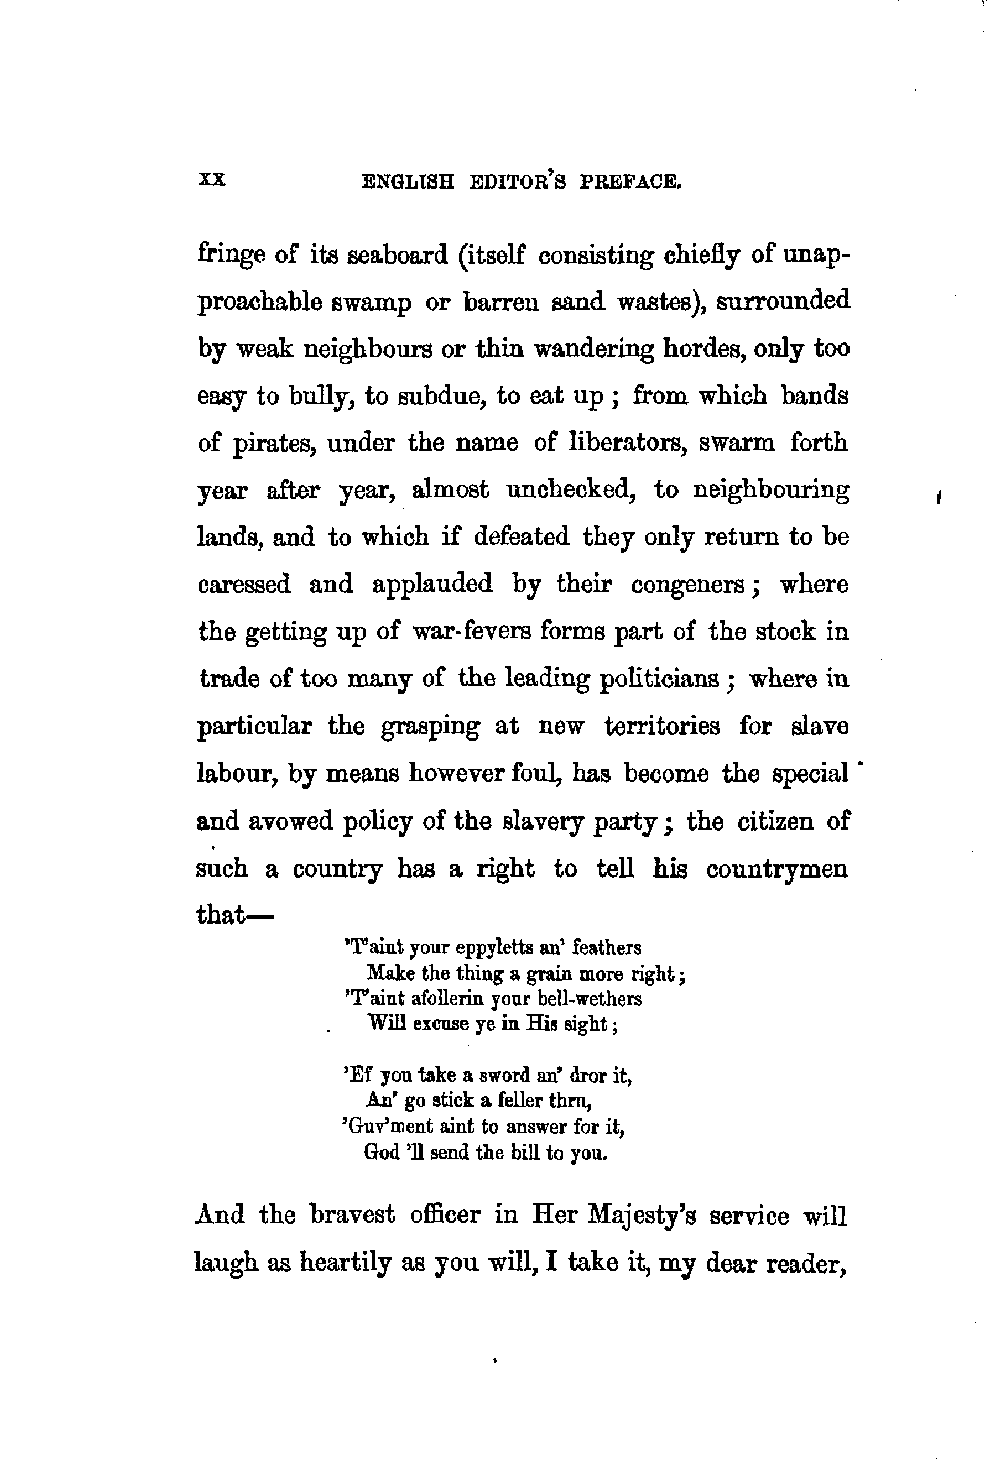 xx ENGLISH EDITOR'S PREFACE.
fringe of its seaboard (itself consisting chiefly of unap-
proachable swamp or barren sand wastes), surrounded
by weak neighbours or thin wandering hordes, only too
easy to bully, to subdue, to eat up ; from which bands
of pirates, under the name of liberators, swarm forth
year after year, almost unchecked, to neighbouring
lands, and to which if defeated they only return to be
caressed and applauded by their congeners ; where
the getting up of war-fevers forms part of the stock in
trade of too many of the leading politicians ; where in
particular the grasping at new territories for slave
labour, by means however foul, has become the special
and avowed policy of the slavery party ; the citizen of
such a country has a right to tell his countrymen
that—
'T'aint your eppyletts an' feathers
Make the thing a grain more right ;
'T'aint afollerin your bell-wethers
Will excuse ye in His sight ;
'Ef you take a sword an' dror it,
An' go stick a feller thru,
'Guv'ment aint to answer for it,
God 'll send the bill to you.
And the bravest officer in Her Majesty's service will
laugh as heartily as you will, I take it, my dear reader,